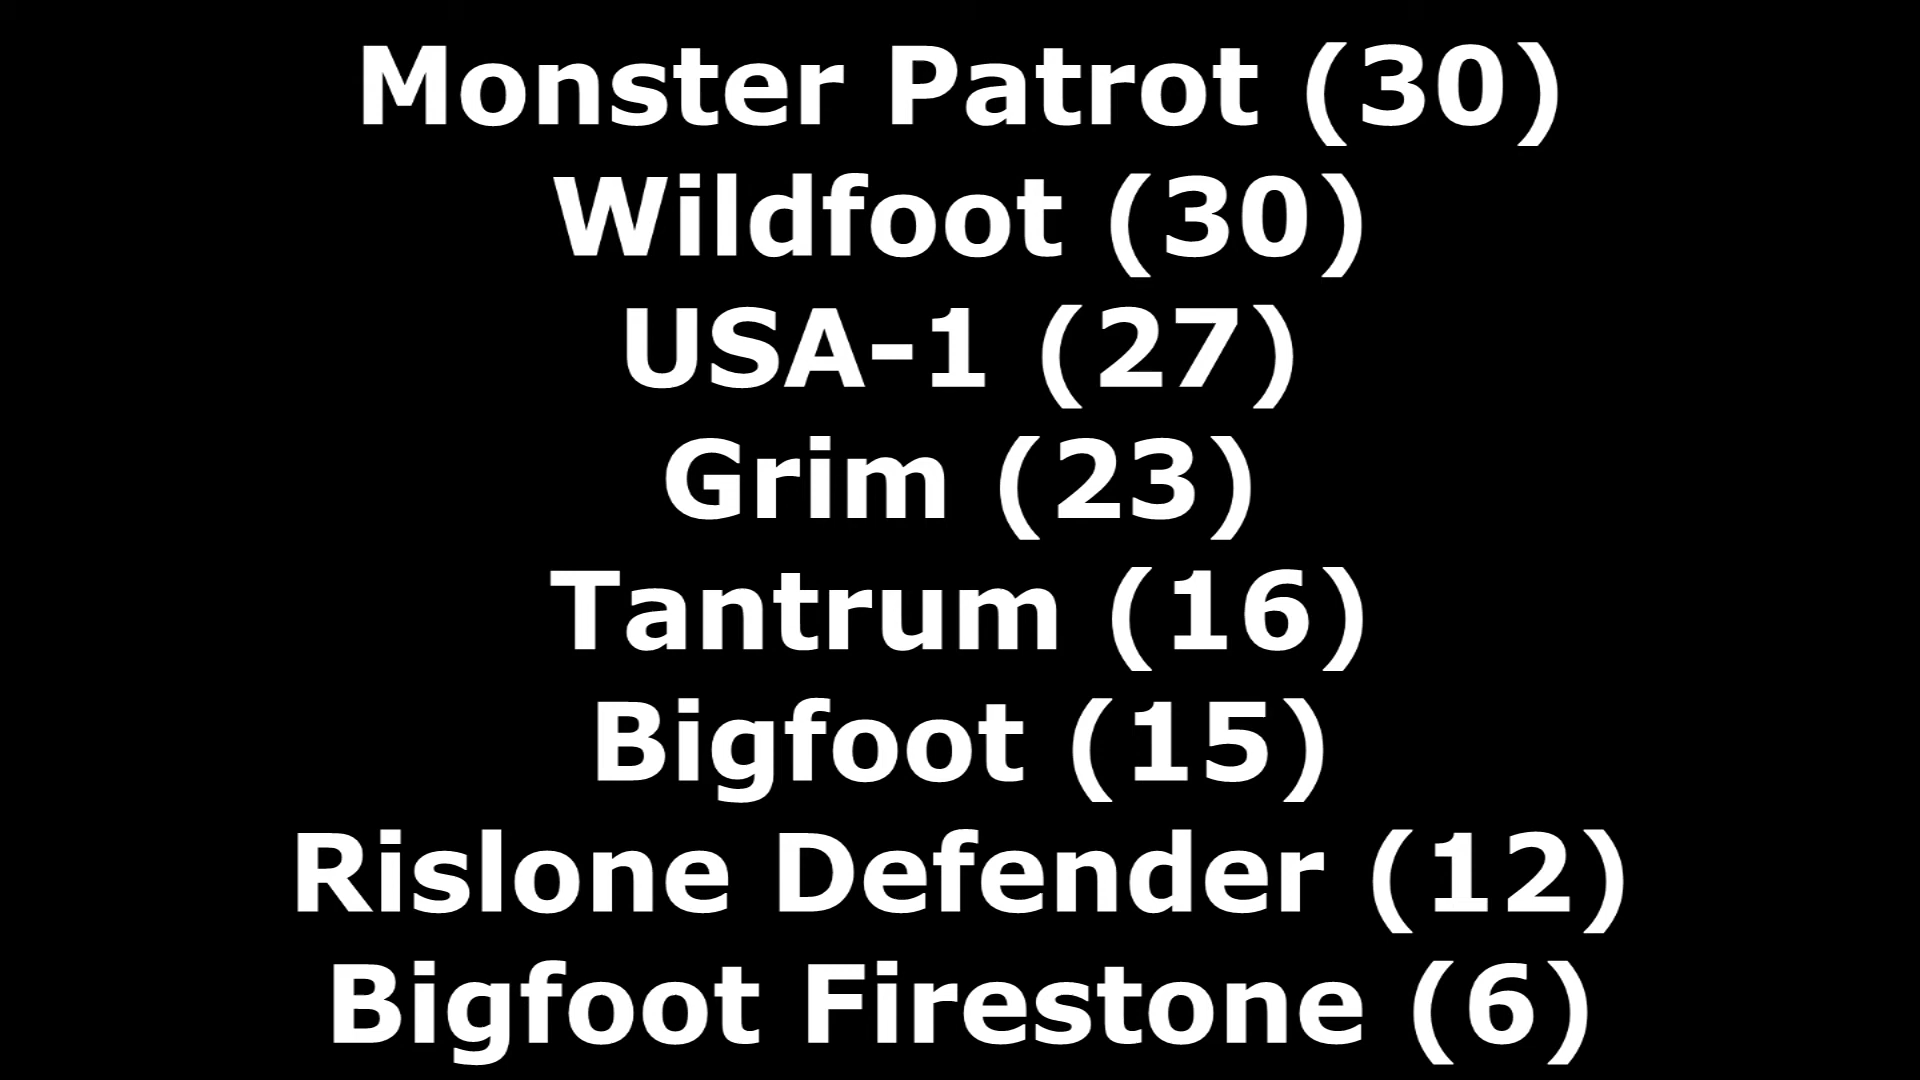 Monster Patrot (30)
Wildfoot (30)
USA-1 (27)
Grim (23)
Tantrum (16)
Bigfoot (15)
Rislone Defender (12)
Bigfoot Firestone (6)